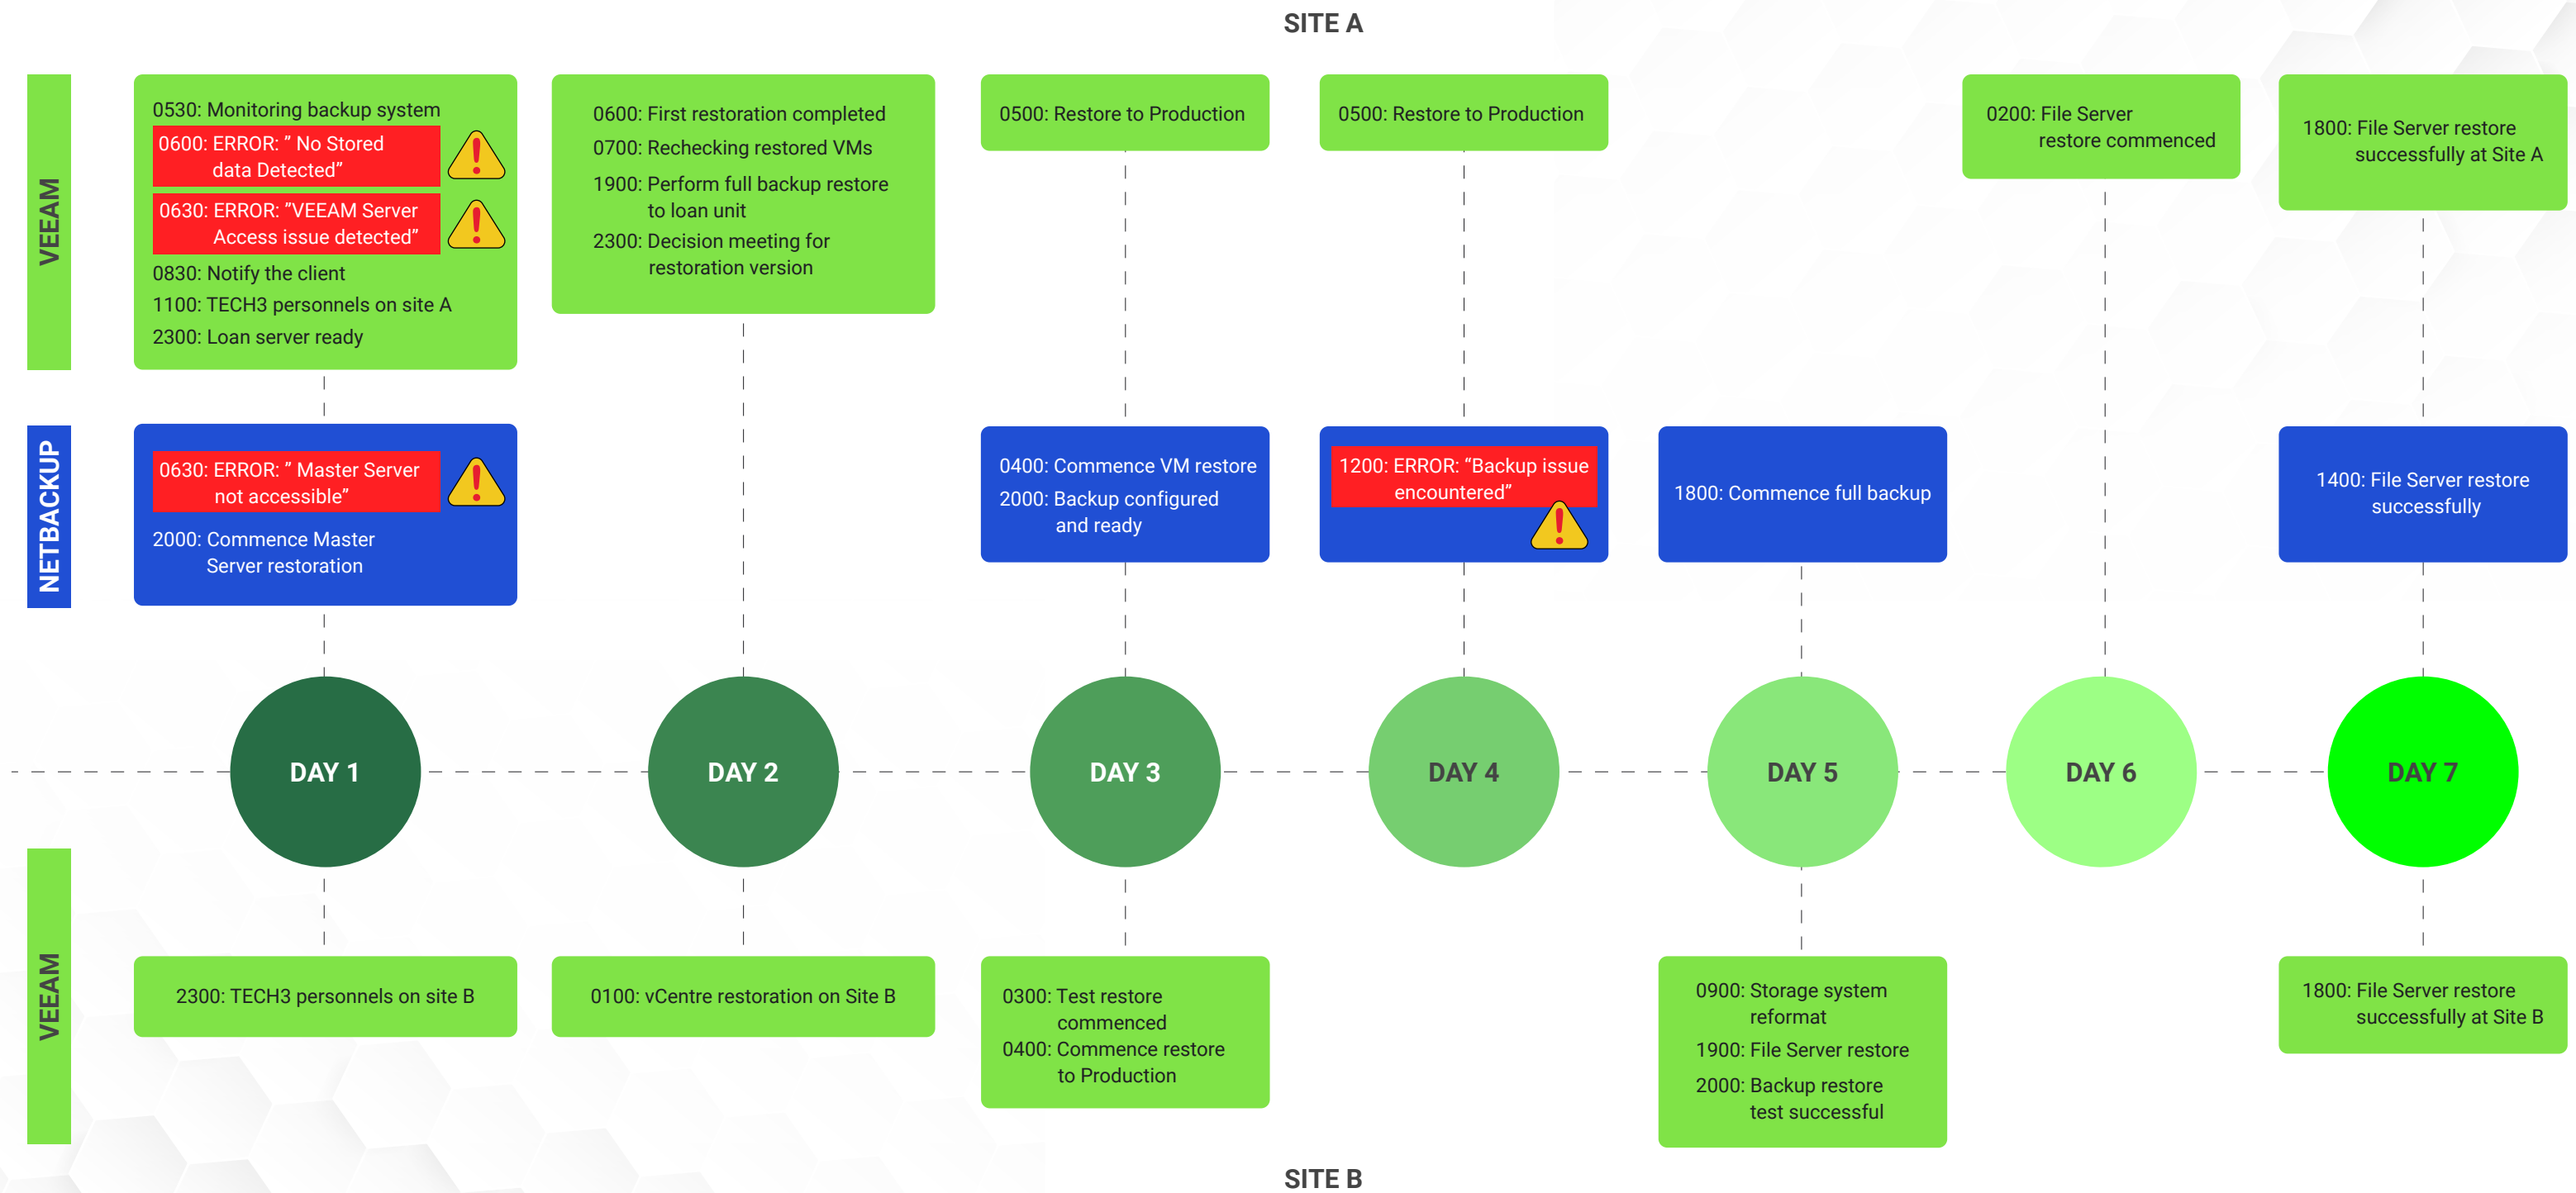 SITE A
VEEAM
0530: Monitoring backup system
0600: ERROR: ” No Stored
data Detected”
0630: ERROR: ”VEEAM Server
Access issue detected”
0830: Notify the client
1100: TECH3 personnels on site A
2300: Loan server ready
0600: First restoration completed
0700: Rechecking restored VMs
1900: Perform full backup restore
to loan unit
2300: Decision meeting for
restoration version
0500: Restore to Production
0500: Restore to Production
0200: File Server
restore commenced
1800: File Server restore
successfully at Site A
NETBACKUP
0630: ERROR: ” Master Server
not accessible”
2000: Commence Master
Server restoration
0400: Commence VM restore
2000: Backup configured
and ready
1200: ERROR: “Backup issue
encountered”
1800: Commence full backup
1400: File Server restore
successfully
DAY 1
DAY 2
DAY 3
DAY 4
DAY 5
DAY 6
DAY 7
VEEAM
2300: TECH3 personnels on site B
0100: vCentre restoration on Site B
0300: Test restore
commenced
0400: Commence restore
to Production
0900: Storage system
reformat
1900: File Server restore
2000: Backup restore
test successful
1800: File Server restore
successfully at Site B
SITE B